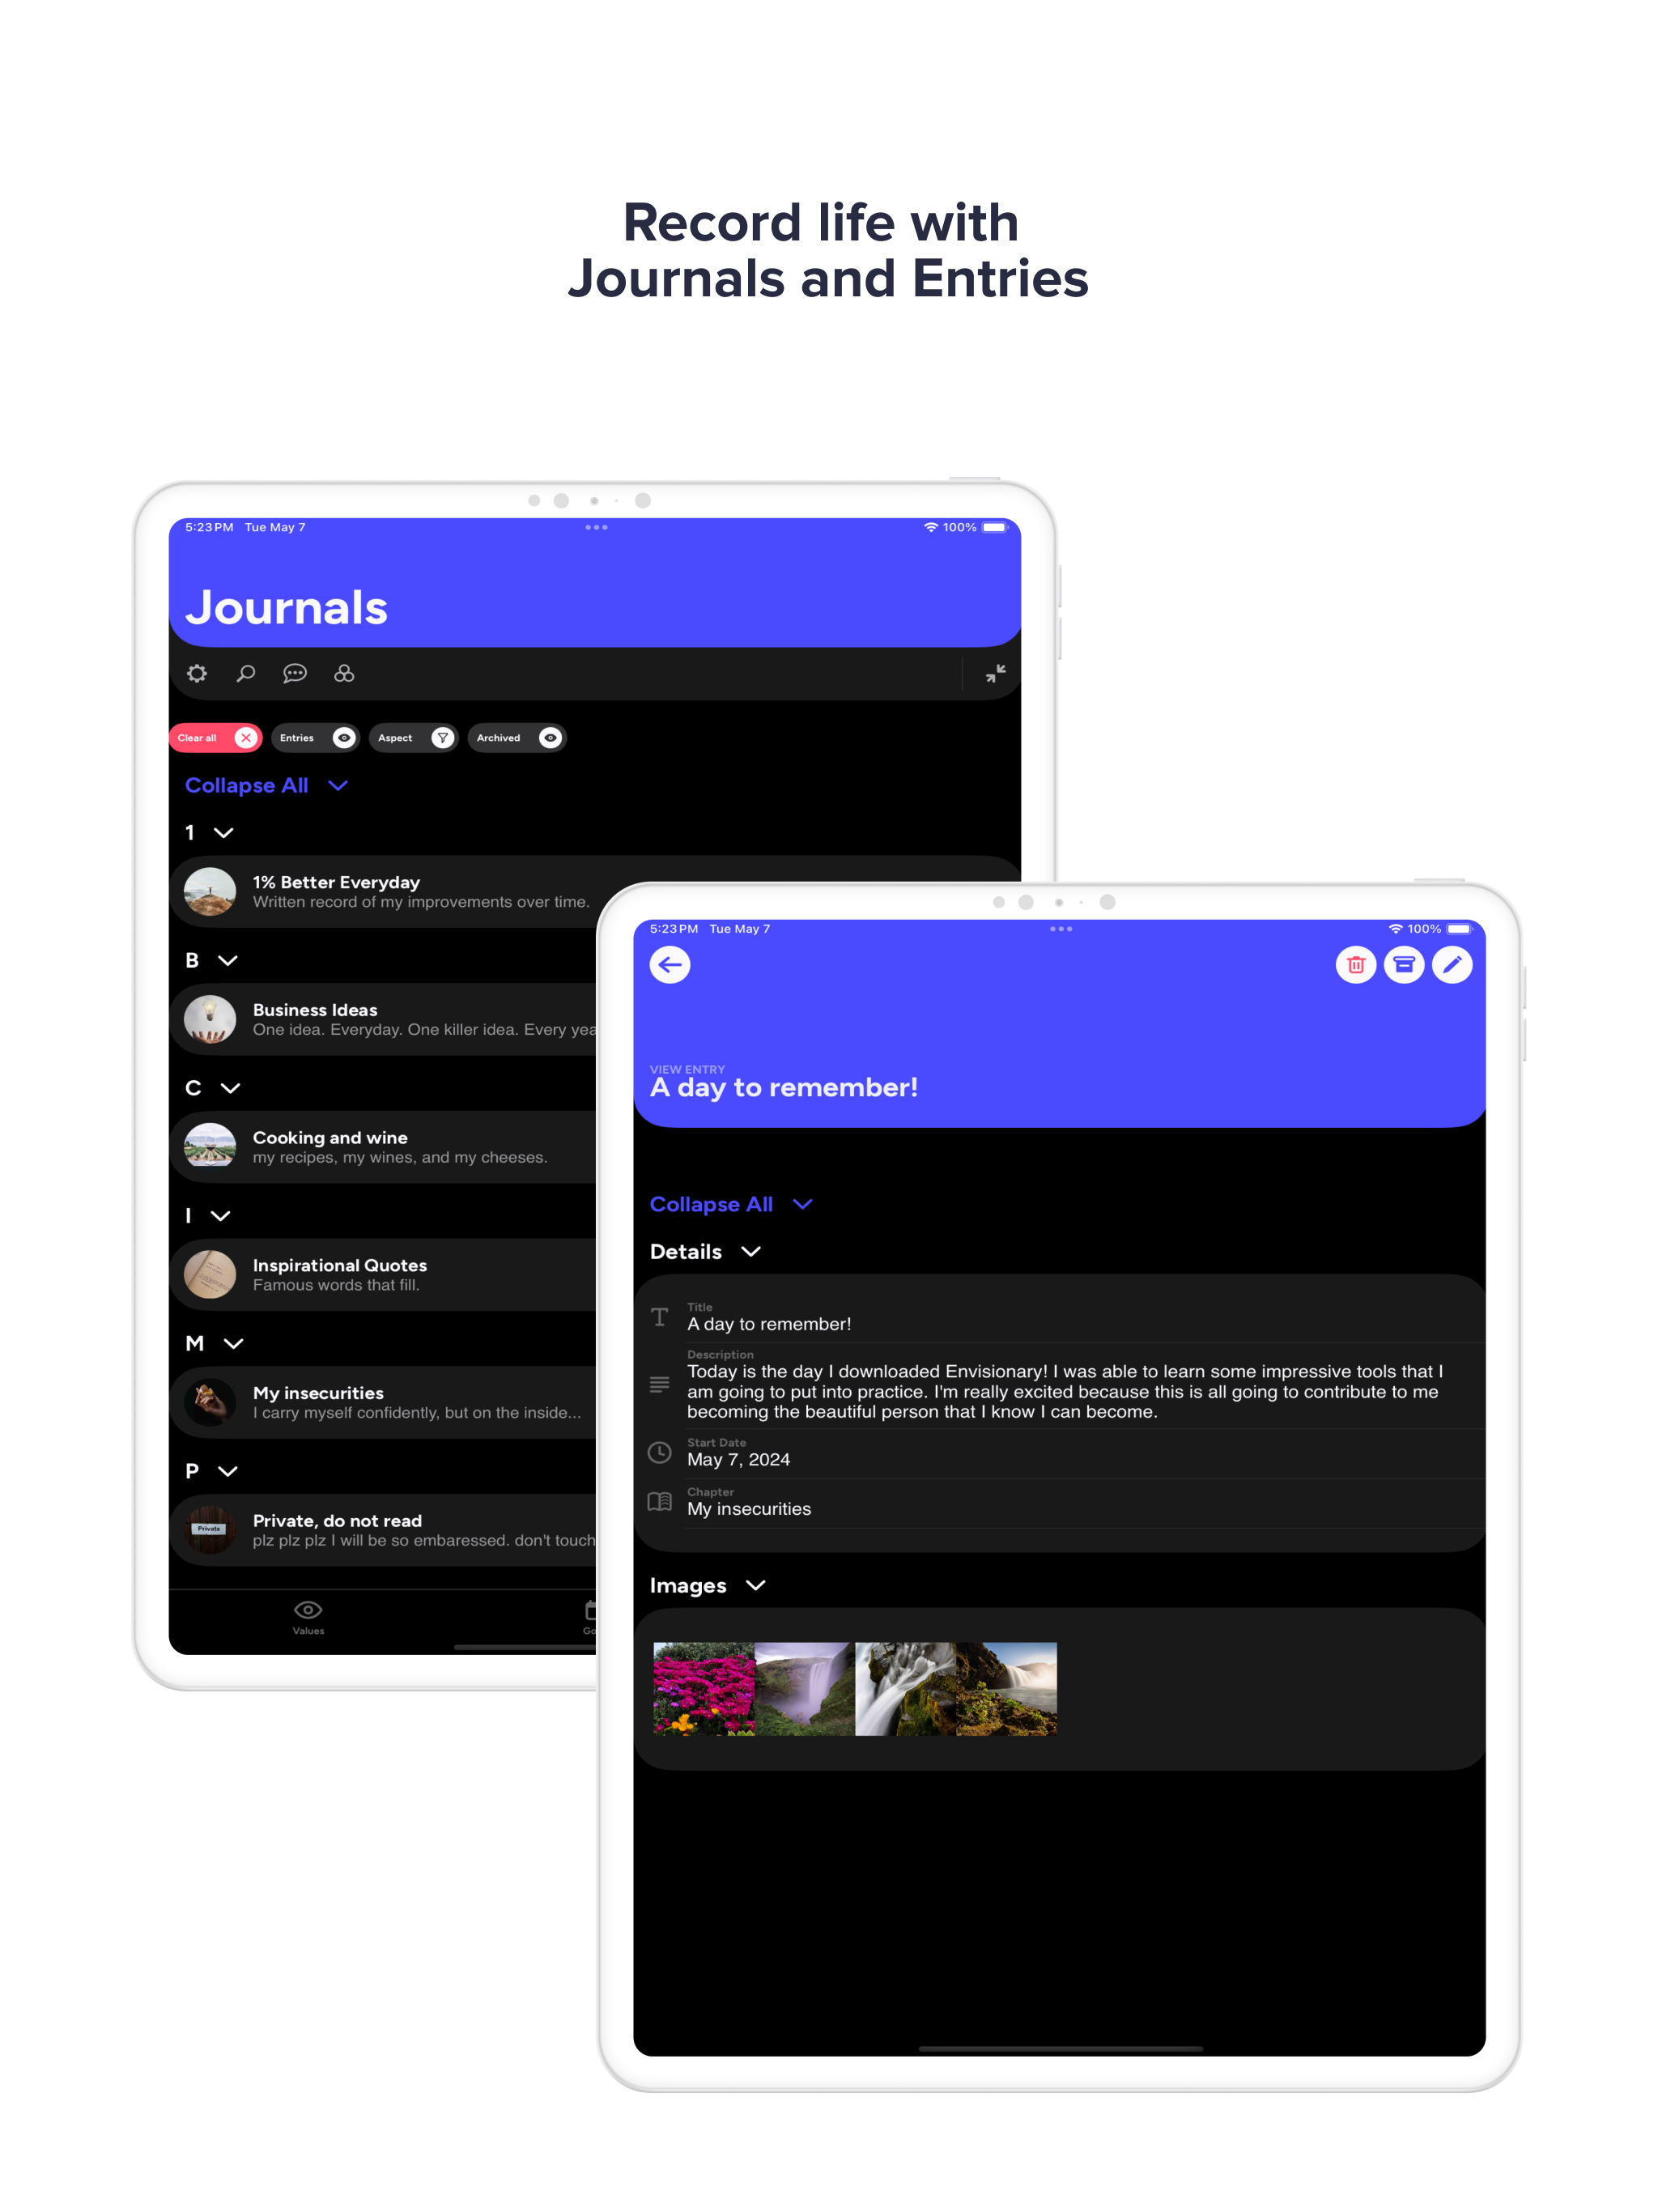 Record life with
Journals and Entries
5:23 PM Tue May 7
100%
Journals
Clear all
Entries
Aspect
Archived
Collapse All
1
1% Better Everyday
Written record of my improvements over time.
B
Business Ideas
One idea. Everyday. One killer idea. Every yea
C
Cooking and wine
my recipes, my wines, and my cheeses.
I
Inspirational Quotes
Famous words that fill.
M
My insecurities
I carry myself confidently, but on the inside...
P
Private
Private, do not read
plz plz plz I will be so embaressed. don't touch
Values
Go
5:23 PM Tue May 7
100%
VIEW ENTRY
A day to remember!
Collapse All
Details
Title
A day to remember!
Description
Today is the day I downloaded Envisionary! I was able to learn some impressive tools that I
am going to put into practice. I'm really excited because this is all going to contribute to me
becoming the beautiful person that I know I can become.
Start Date
May 7, 2024
Chapter
My insecurities
Images